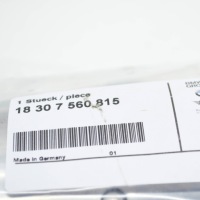 1 Stueck / piece
18 30 7 560 815
Made in Germany
01